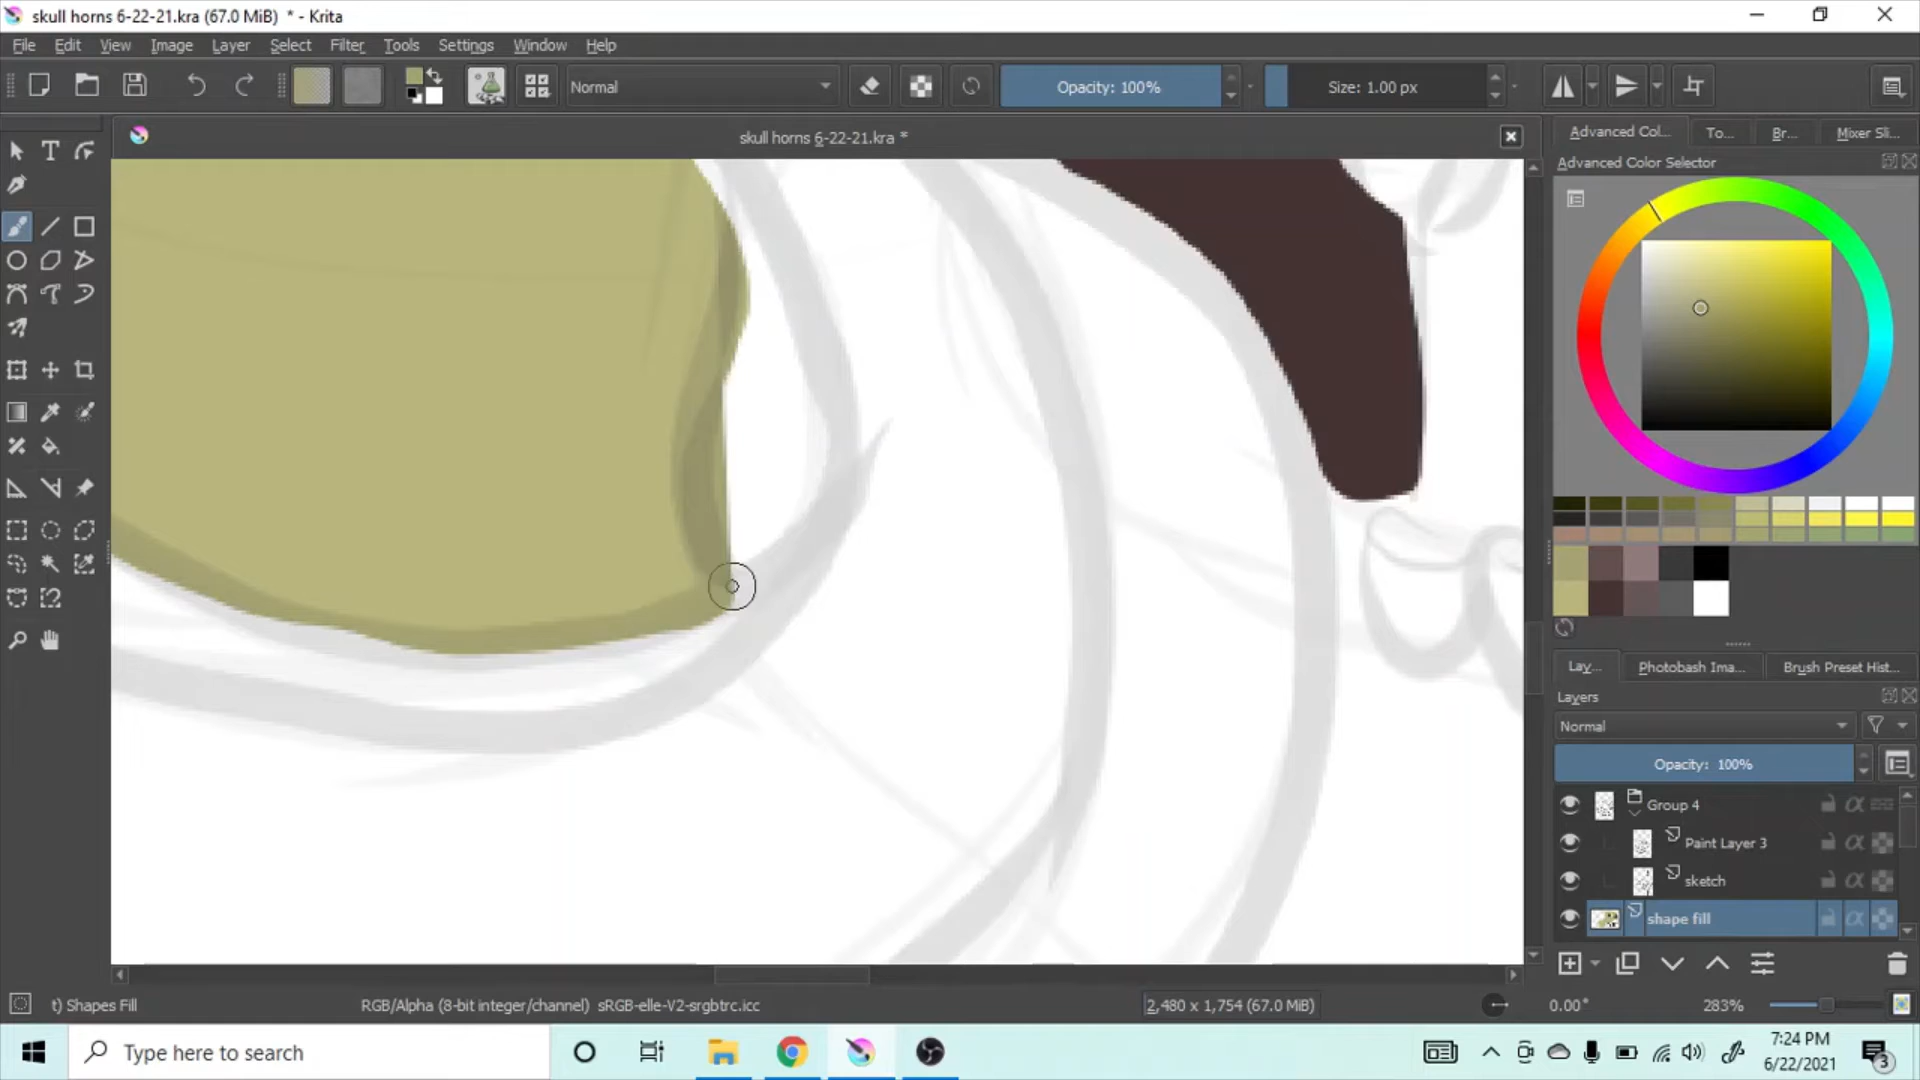 skull horns 6-22-21.kra (67.0 MiB)  * - Krita
File Edit View Image Layer Select Filter Tools Settings Window Help
Normal
Opacity: 100%
Size: 1.00 px
skull horns 6-22-21.kra *
Advanced Col... To... Br... Mixer Sli...
Advanced Color Selector
Lay... Photobash Ima... Brush Preset Hist...
Layers
Normal
Opacity:  100%
Group 4
Paint Layer 3
sketch
shape fill
t) Shapes Fill
RGB/Alpha (8-bit integer/channel)  sRGB-elle-V2-srgbtrc.icc
2,480 x 1,754 (67.0 MiB)
0.00°
283%
Type here to search
7:24 PM
6/22/2021
3